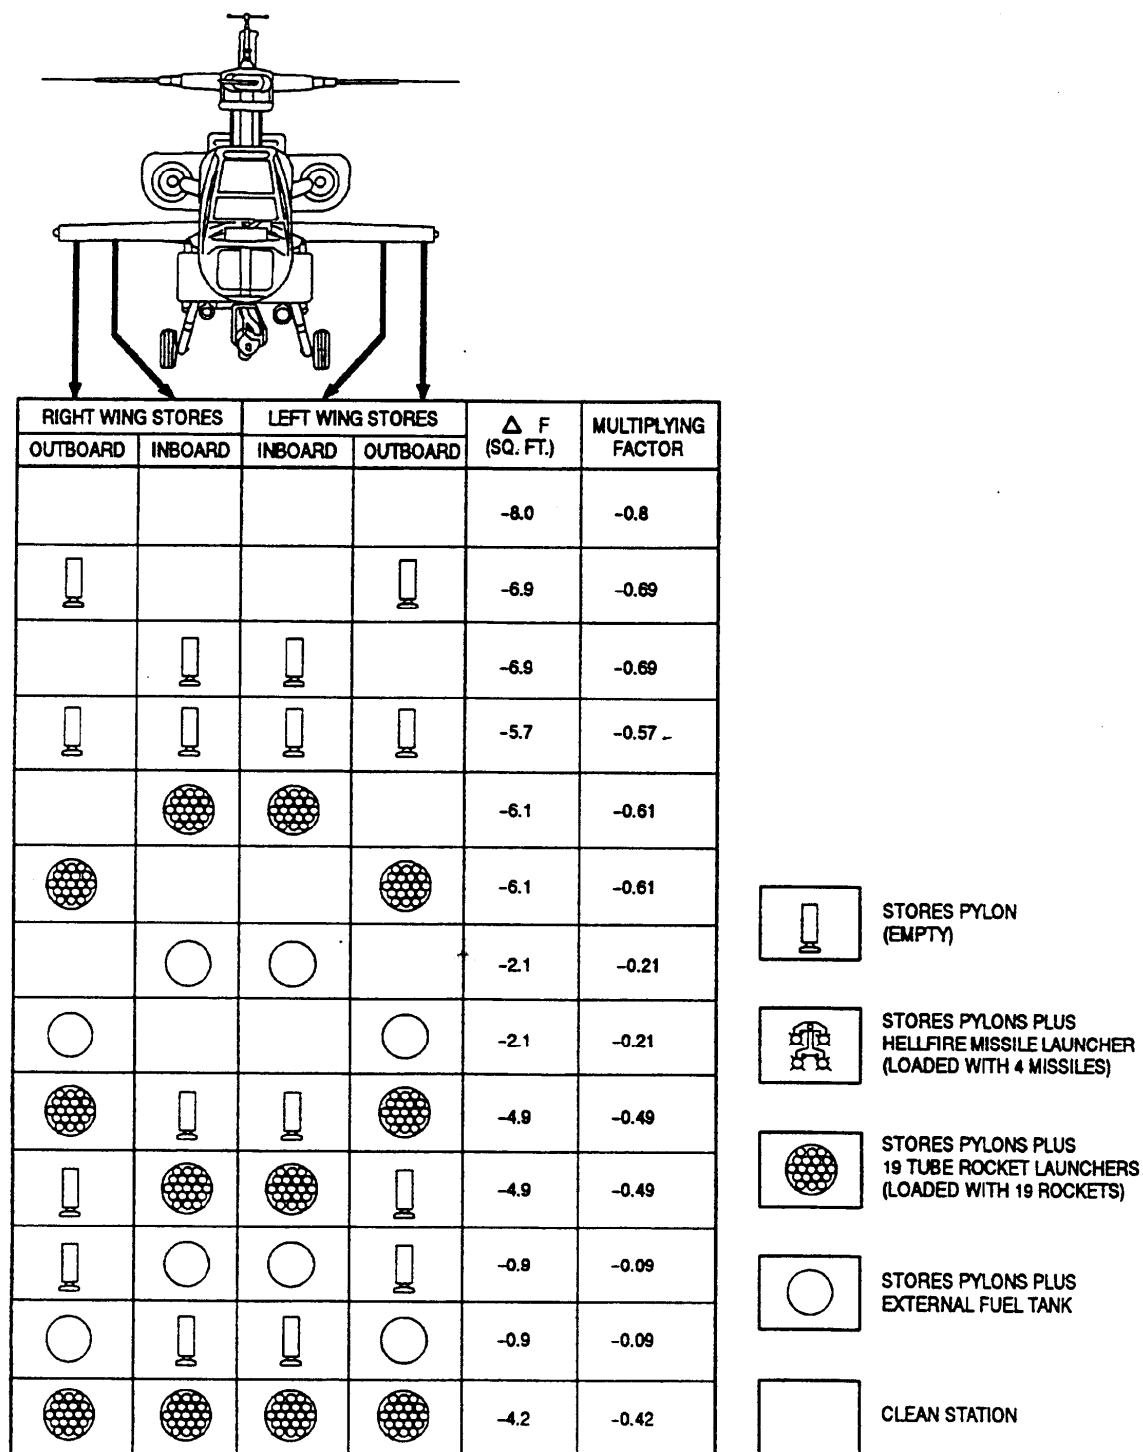 RIGHT WING STORES LEFT WING STORES Δ F (SQ. FT.) MULTIPLYING FACTOR
OUTBOARD INBOARD INBOARD OUTBOARD
-8.0 -0.8
-6.9 -0.69
-6.9 -0.69
-5.7 -0.57
-6.1 -0.61
-6.1 -0.61
-2.1 -0.21
-2.1 -0.21
-4.9 -0.49
-4.9 -0.49
-0.9 -0.09
-0.9 -0.09
-4.2 -0.42
STORES PYLON
(EMPTY)
STORES PYLONS PLUS
HELLFIRE MISSILE LAUNCHER
(LOADED WITH 4 MISSILES)
STORES PYLONS PLUS
19 TUBE ROCKET LAUNCHERS
(LOADED WITH 19 ROCKETS)
STORES PYLONS PLUS
EXTERNAL FUEL TANK
CLEAN STATION